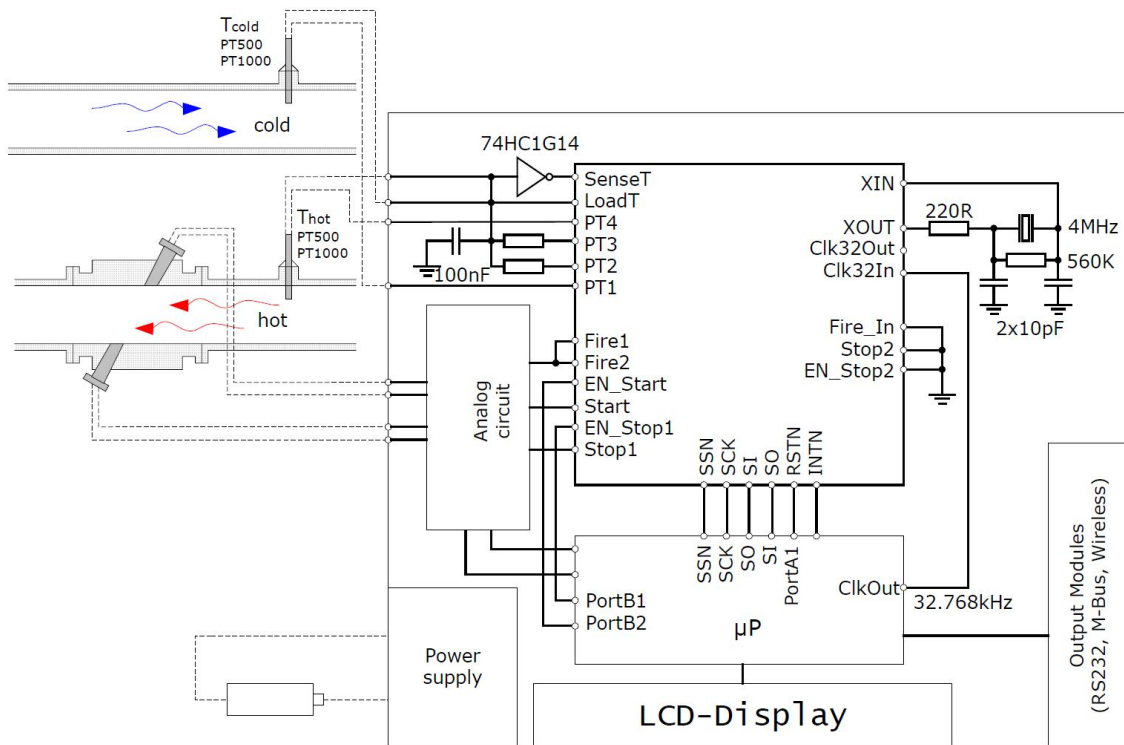 Tcold
PT500
PT1000
cold
Thot
PT500
PT1000
hot
74HC1G14
100nF
SenseT
LoadT
PT4
PT3
PT2
PT1
Fire1
Fire2
EN_Start
Start
EN_Stop1
Stop1
XIN
XOUT
Clk32Out
Clk32In
Fire_In
Stop2
EN_Stop2
220R
4MHz
560K
2x10pF
Analog
circuit
SSN
SCK
SI
SO
RSTN
INTN
SSN
SCK
SO
SI
PortA1
PortB1
PortB2
ClkOut
32.768kHz
µP
Power
supply
LCD-Display
Output Modules
(RS232, M-Bus, Wireless)